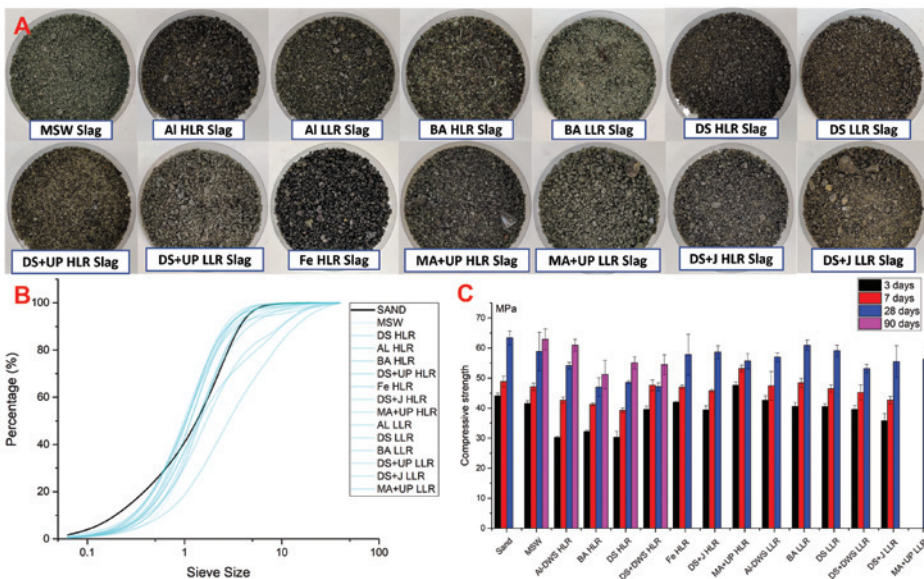 A
MSW Slag
Al HLR Slag
Al LLR Slag
BA HLR Slag
BA LLR Slag
DS HLR Slag
DS LLR Slag
DS+UP HLR Slag
DS+UP LLR Slag
Fe HLR Slag
MA+UP HLR Slag
MA+UP LLR Slag
DS+J HLR Slag
DS+J LLR Slag
B
Percentage (%)
100
80
60
40
20
0
0.1
1
10
100
Sieve Size
SAND
MSW
DS HLR
AL HLR
BA HLR
DS+UP HLR
Fe HLR
DS+J HLR
MA+UP HLR
AL LLR
DS LLR
BA LLR
DS+UP LLR
DS+J LLR
MA+UP LLR
C
MPa
3 days
7 days
28 days
90 days
Compressive strength
70
60
50
40
30
20
10
0
Sand
MSW
Al-DWS HLR
BA HLR
DS HLR
DS+DWS HLR
Fe HLR
DS+J HLR
MA+UP HLR
Al-DWS LLR
BA LLR
DS LLR
DS+DWS LLR
DS+J LLR
MA+UP LLR